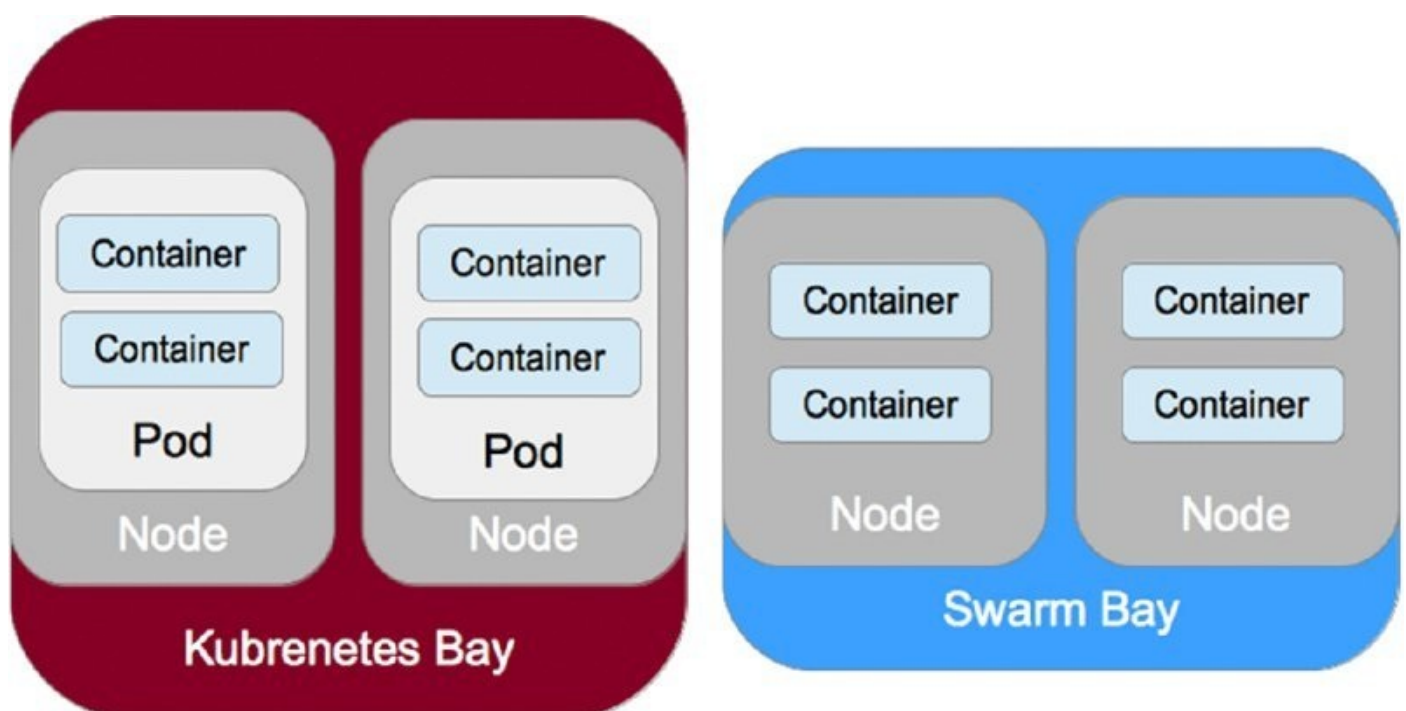 Container
Container
Pod
Node
Container
Container
Pod
Node
Kubrenetes Bay
Container
Container
Node
Container
Container
Node
Swarm Bay